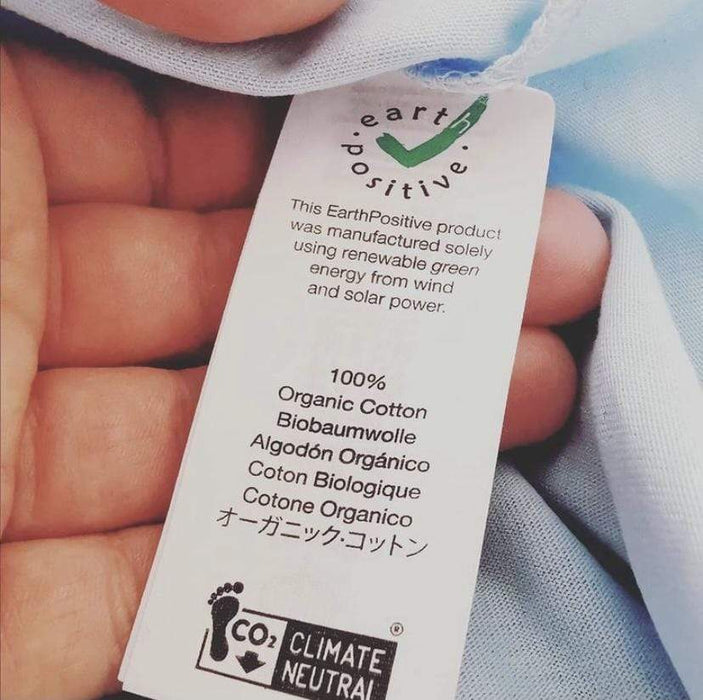 earth
positive
This EarthPositive product
was manufactured solely
using renewable green
energy from wind
and solar power.
100%
Organic Cotton
Biobaumwolle
Algodón Orgánico
Coton Biologique
Cotone Organico
オーガニック·コットン
CO₂
CLIMATE
NEUTRAL
®